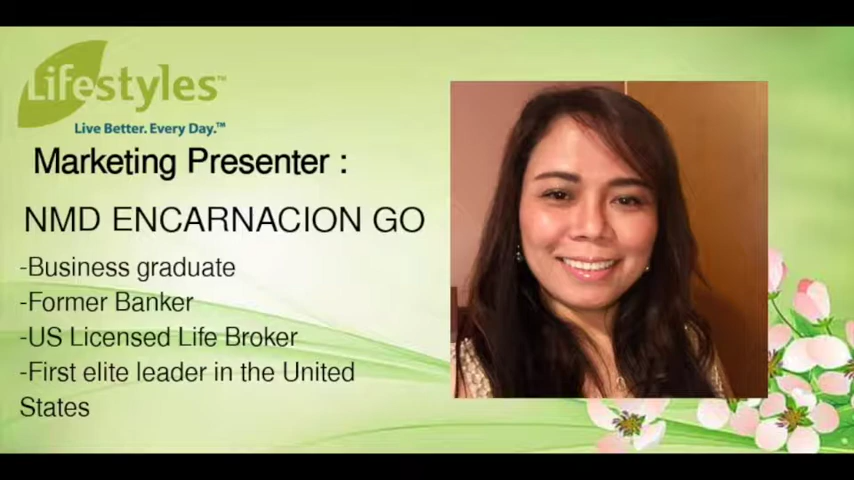 Lifestyles™
Live Better. Every Day.™
Marketing Presenter :
NMD ENCARNACION GO
-Business graduate
-Former Banker
-US Licensed Life Broker
-First elite leader in the United
States